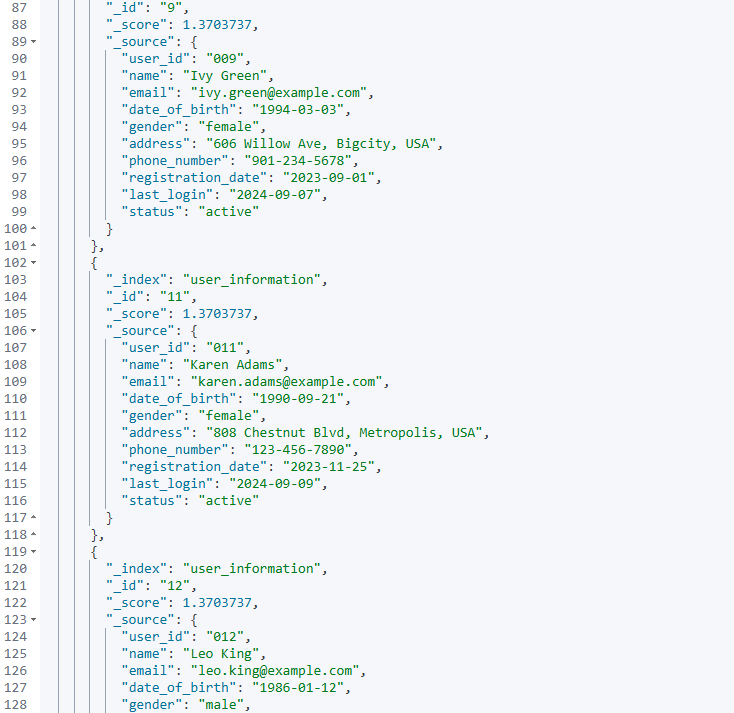 87 "_id": "9",
88 "_score": 1.3703737,
89 "_source": {
90 "user_id": "009",
91 "name": "Ivy Green",
92 "email": "ivy.green@example.com",
93 "date_of_birth": "1994-03-03",
94 "gender": "female",
95 "address": "606 Willow Ave, Bigcity, USA",
96 "phone_number": "901-234-5678",
97 "registration_date": "2023-09-01",
98 "last_login": "2024-09-07",
99 "status": "active"
100 }
101 },
102 {
103 "_index": "user_information",
104 "_id": "11",
105 "_score": 1.3703737,
106 "_source": {
107 "user_id": "011",
108 "name": "Karen Adams",
109 "email": "karen.adams@example.com",
110 "date_of_birth": "1990-09-21",
111 "gender": "female",
112 "address": "808 Chestnut Blvd, Metropolis, USA",
113 "phone_number": "123-456-7890",
114 "registration_date": "2023-11-25",
115 "last_login": "2024-09-09",
116 "status": "active"
117 }
118 },
119 {
120 "_index": "user_information",
121 "_id": "12",
122 "_score": 1.3703737,
123 "_source": {
124 "user_id": "012",
125 "name": "Leo King",
126 "email": "leo.king@example.com",
127 "date_of_birth": "1986-01-12",
128 "gender": "male",